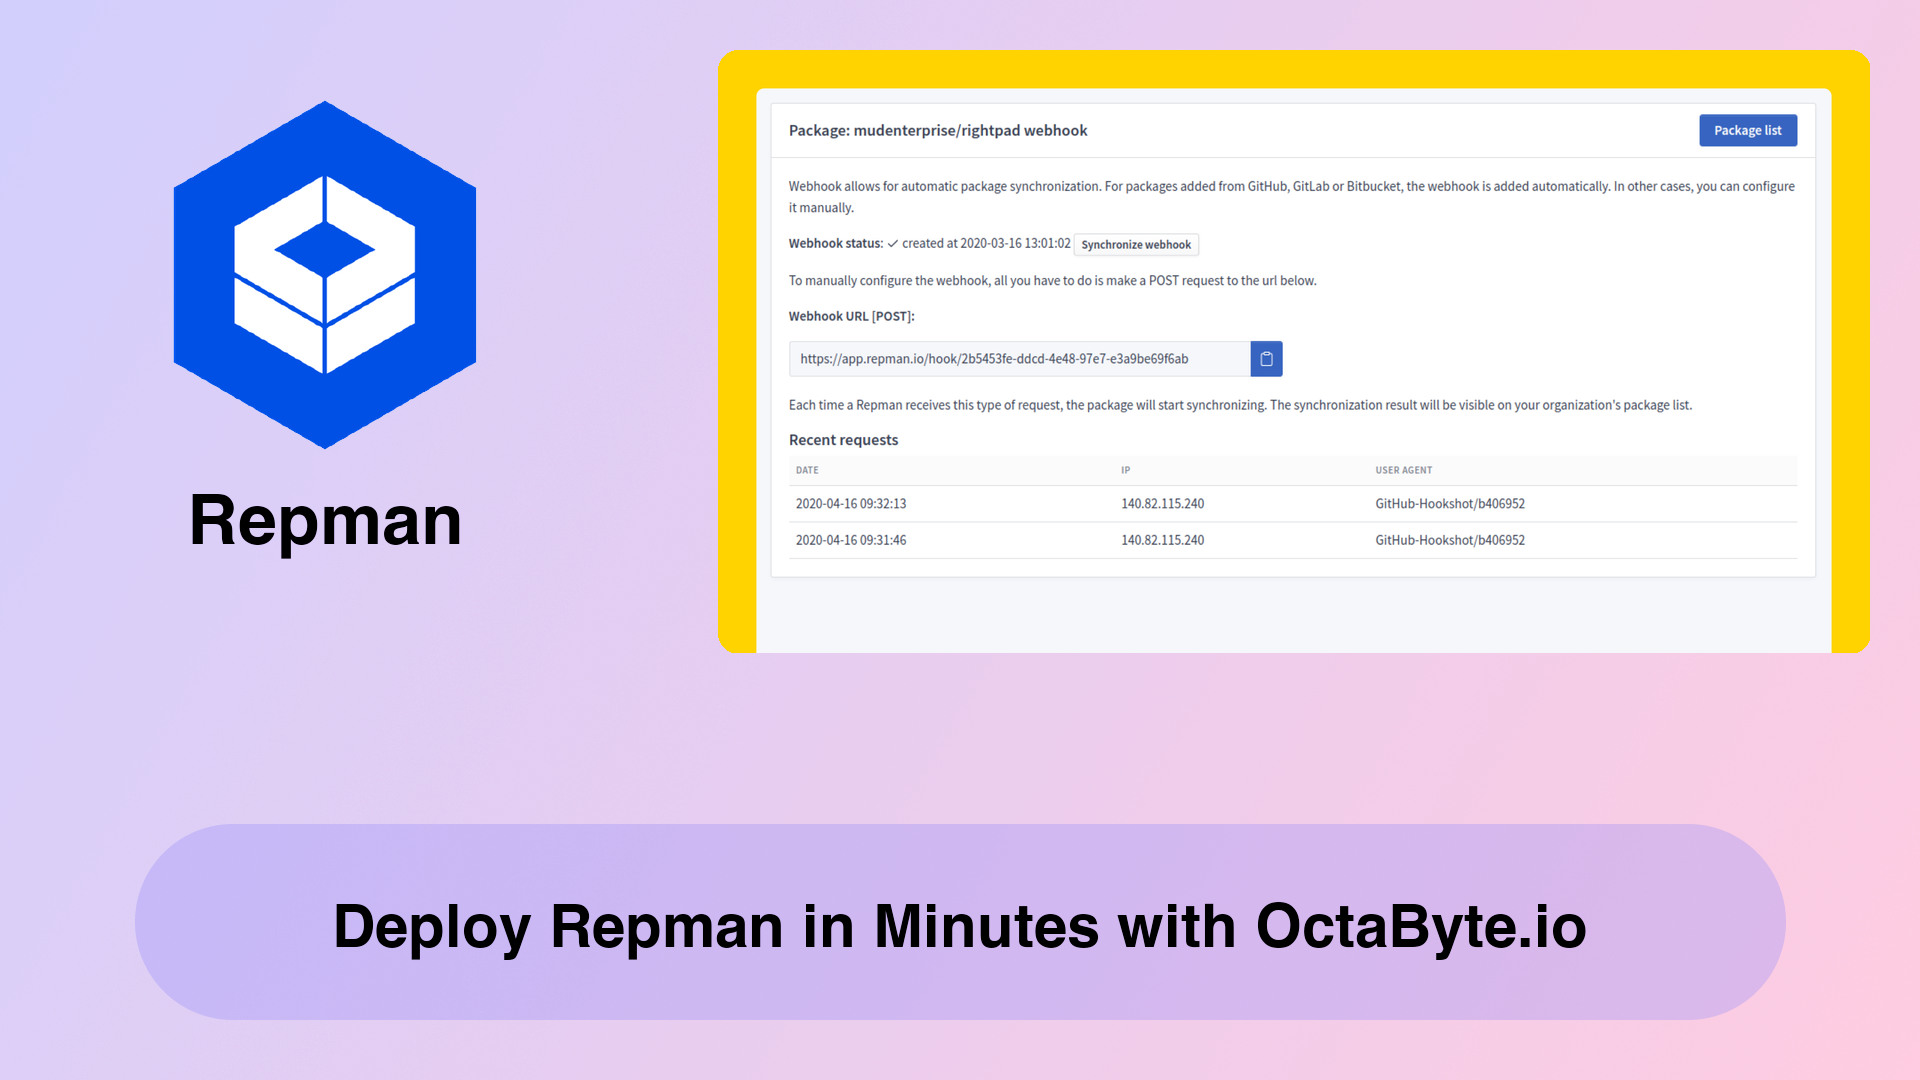 Repman
Package: mudenterprise/rightpad webhook
Package list
Webhook allows for automatic package synchronization. For packages added from GitHub, GitLab or Bitbucket, the webhook is added automatically. In other cases, you can configure
it manually.
Webhook status: ✓ created at 2020-03-16 13:01:02 Synchronize webhook
To manually configure the webhook, all you have to do is make a POST request to the url below.
Webhook URL [POST]:
https://app.repman.io/hook/2b5453fe-ddcd-4e48-97e7-e3a9be69f6ab
Each time a Repman receives this type of request, the package will start synchronizing. The synchronization result will be visible on your organization's package list.
Recent requests
DATE IP USER AGENT
2020-04-16 09:32:13 140.82.115.240 GitHub-Hookshot/b406952
2020-04-16 09:31:46 140.82.115.240 GitHub-Hookshot/b406952
Deploy Repman in Minutes with OctaByte.io